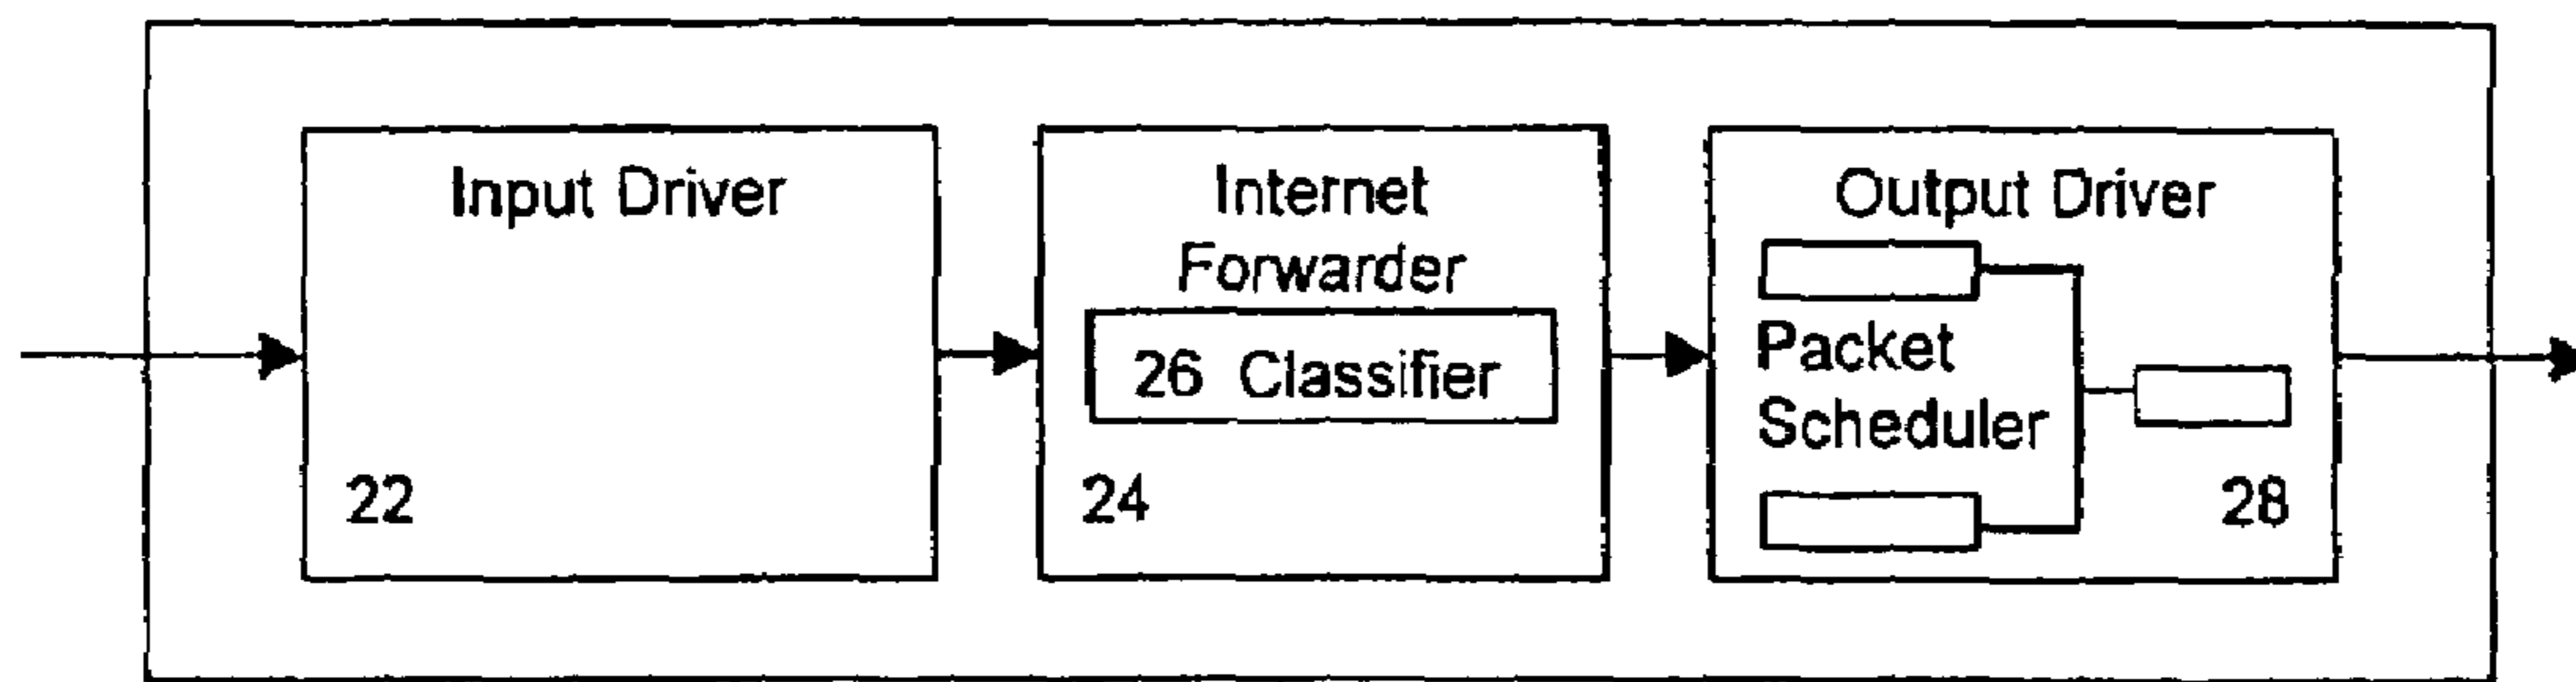 Input Driver
22
Internet
Forwarder
26 Classifier
24
Output Driver
Packet
Scheduler
28